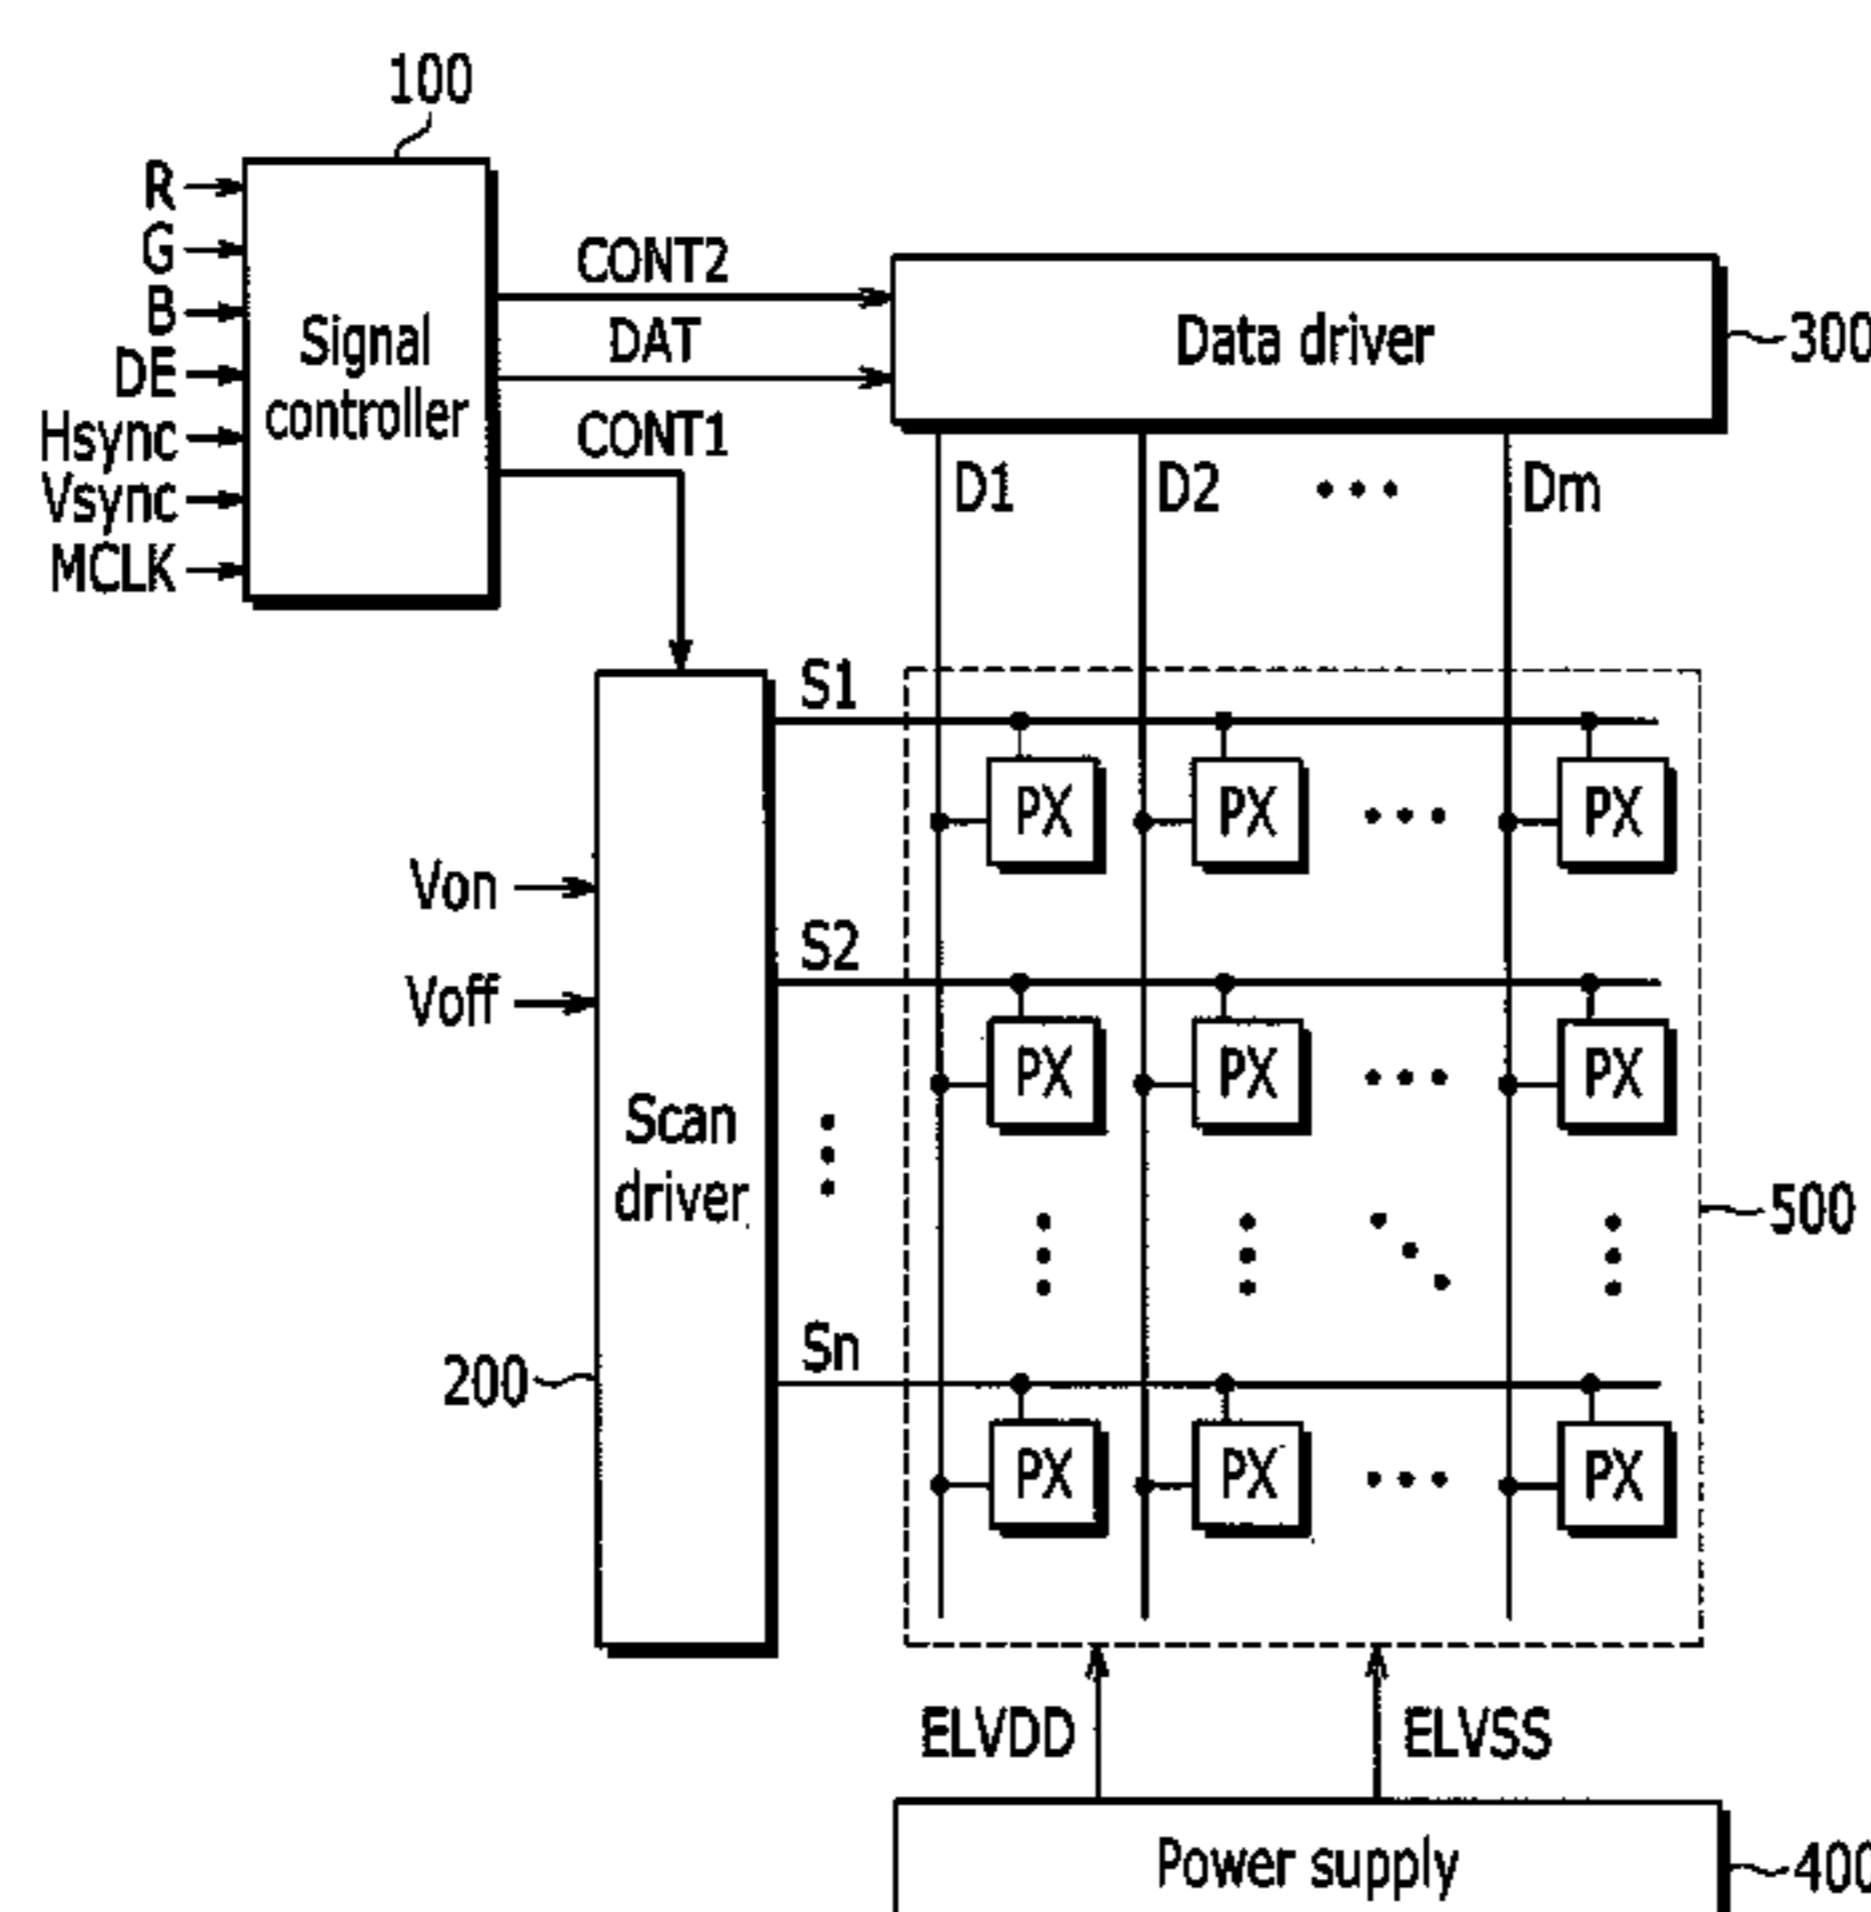 100
R
G
B
DE
Hsync
Vsync
MCLK
Signal
controller
CONT2
DAT
CONT1
Data driver
300
D1 D2 Dm
S1
PX PX PX
Von
S2
Voff
PX PX PX
Scan
driver
500
Sn
200
PX PX PX
ELVDD ELVSS
Power supply
400